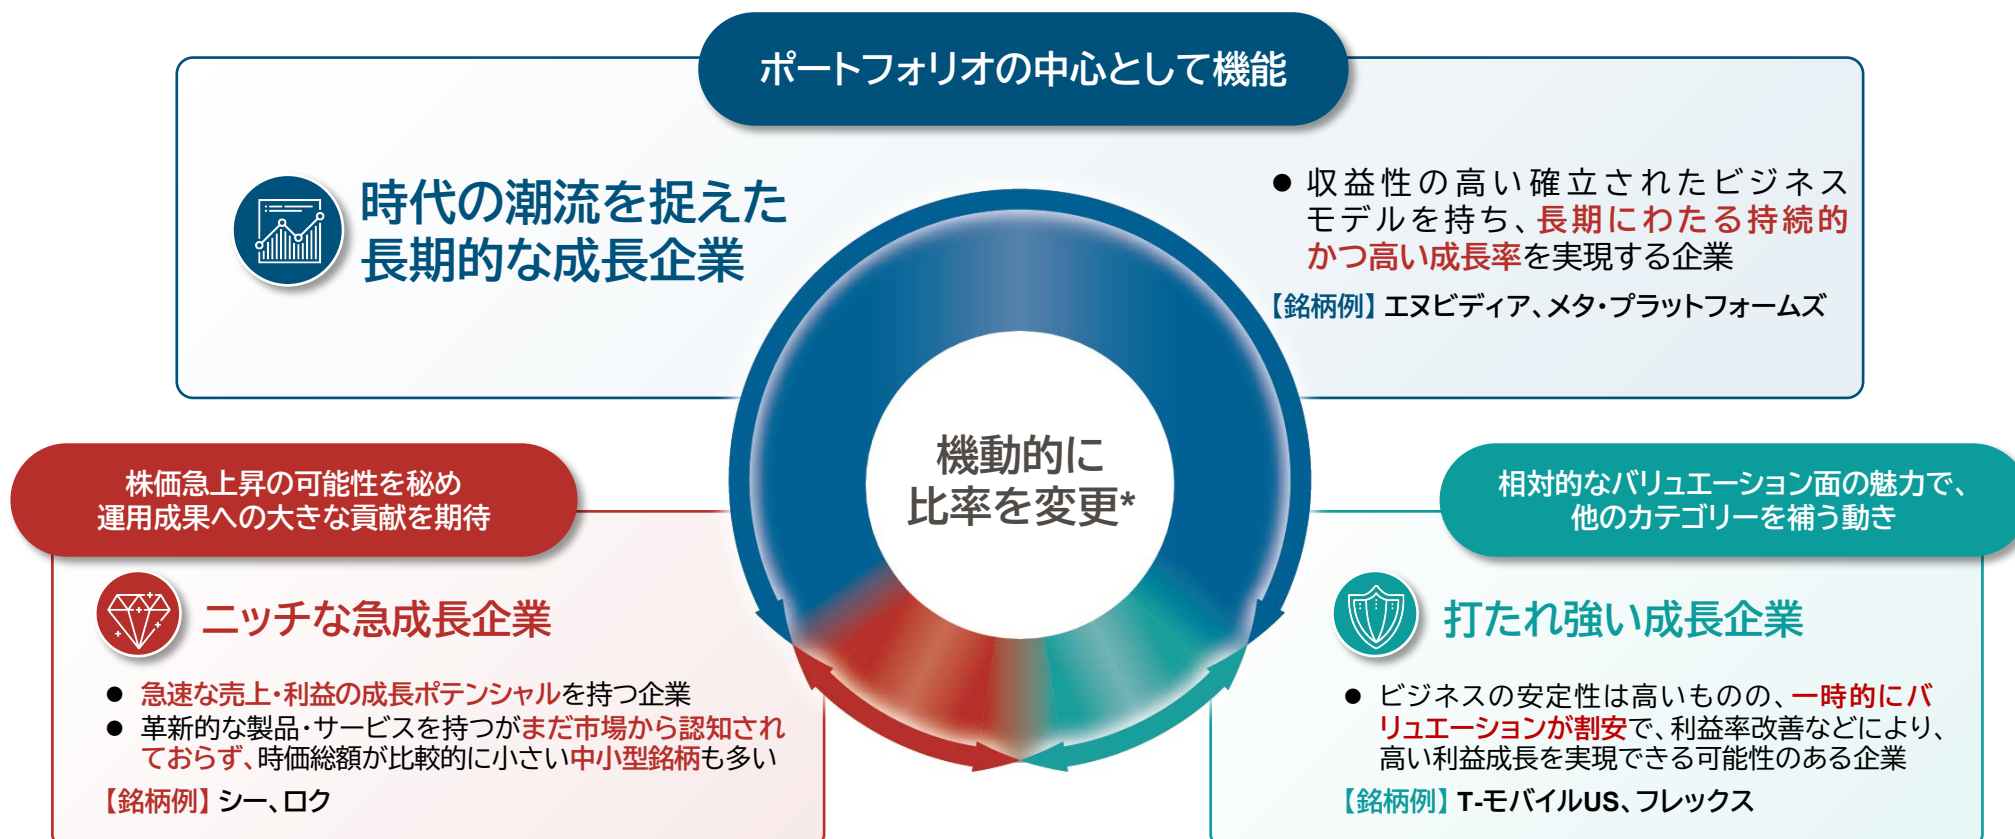 ポートフォリオの中心として機能
時代の潮流を捉えた
長期的な成長企業
● 収益性の高い確立されたビジネス
モデルを持ち、長期にわたる持続的
かつ高い成長率を実現する企業
【銘柄例】エヌビディア、メタ・プラットフォームズ
機動的に
比率を変更*
株価急上昇の可能性を秘め
運用成果への大きな貢献を期待
ニッチな急成長企業
● 急速な売上・利益の成長ポテンシャルを持つ企業
● 革新的な製品・サービスを持つがまだ市場から認知され
ておらず、時価総額が比較的に小さい中小型銘柄も多い
【銘柄例】シー、ロク
相対的なバリュエーション面の魅力で、
他のカテゴリーを補う動き
打たれ強い成長企業
● ビジネスの安定性は高いものの、一時的にバ
リュエーションが割安で、利益率改善などにより、
高い利益成長を実現できる可能性のある企業
【銘柄例】T-モバイルUS、フレックス